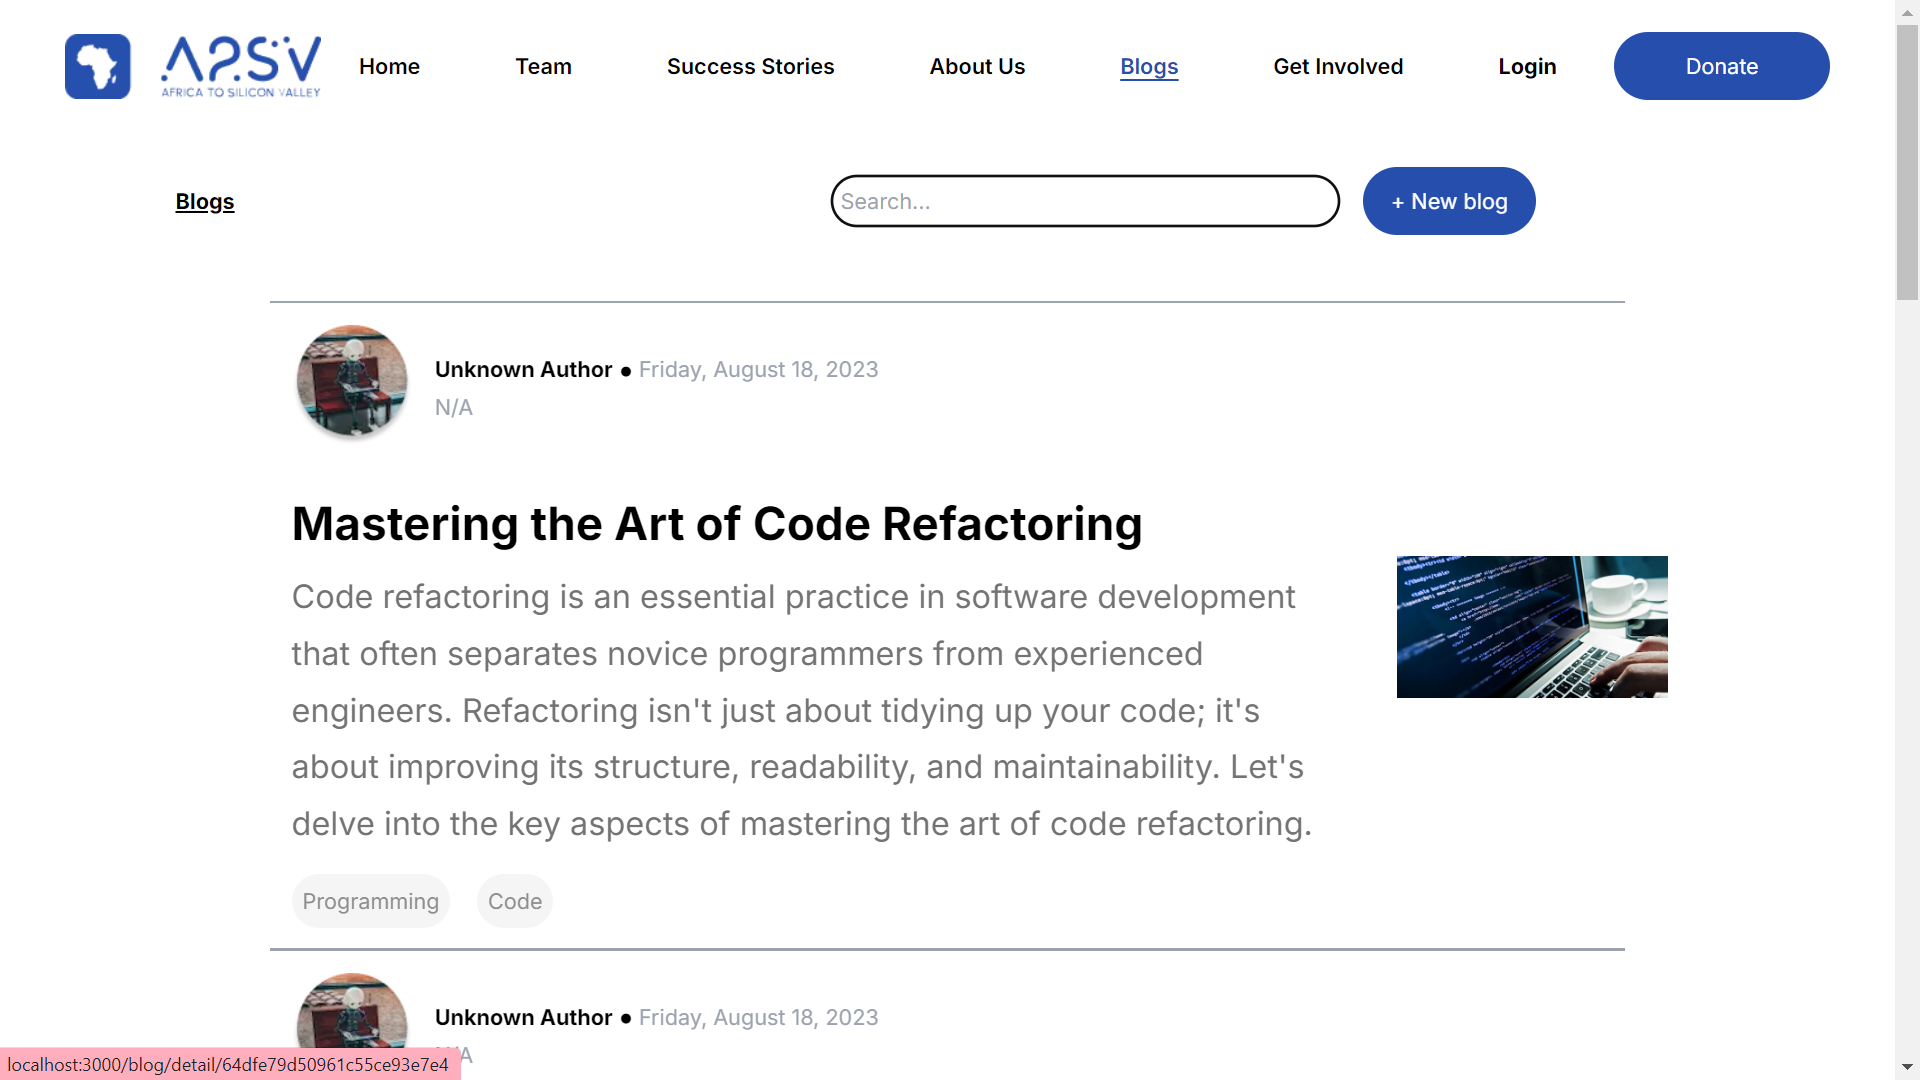 A2SV
AFRICA TO SILICON VALLEY
Home Team Success Stories About Us Blogs Get Involved Login Donate
Blogs Search... + New blog
Unknown Author ● Friday, August 18, 2023
N/A
Mastering the Art of Code Refactoring
Code refactoring is an essential practice in software development
that often separates novice programmers from experienced
engineers. Refactoring isn't just about tidying up your code; it's
about improving its structure, readability, and maintainability. Let's
delve into the key aspects of mastering the art of code refactoring.
Programming Code
Unknown Author ● Friday, August 18, 2023
localhost:3000/blog/detail/64dfe79d50961c55ce93e7e4